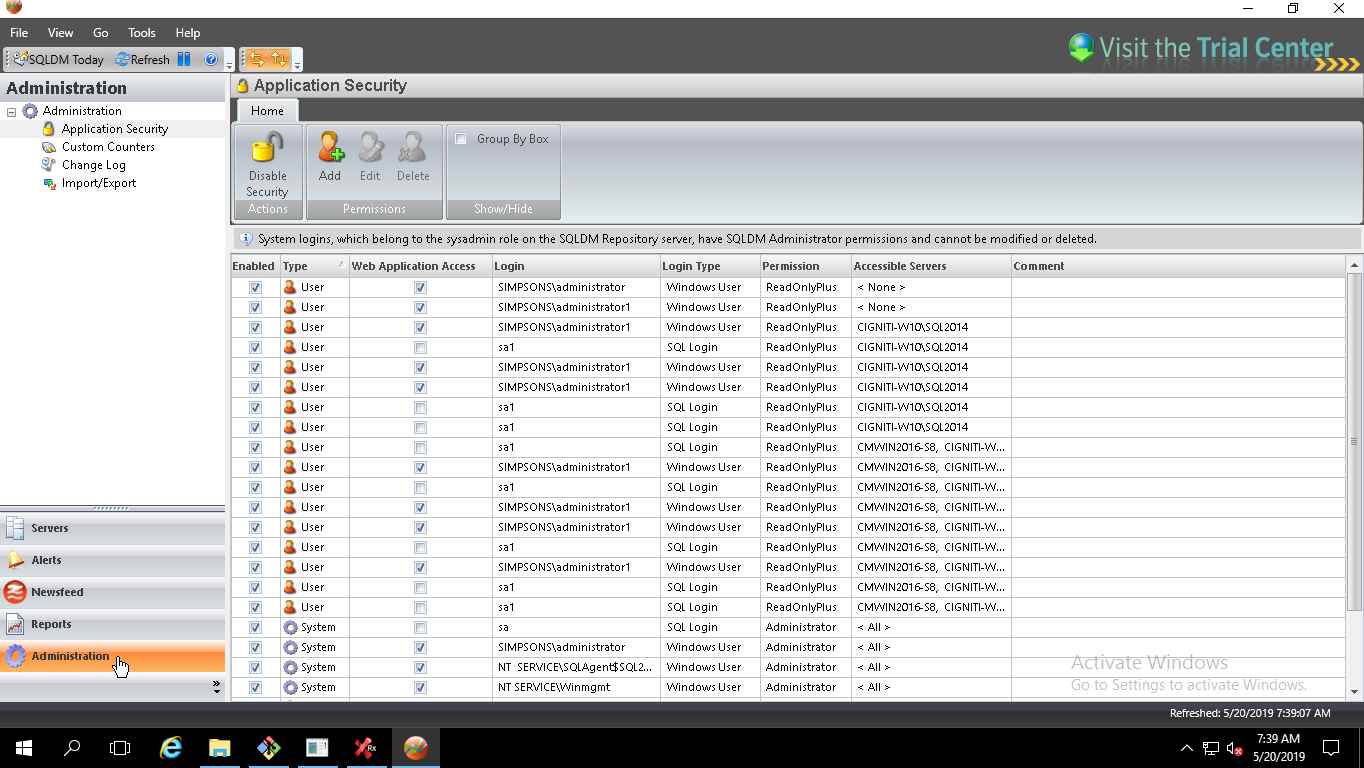 File View Go Tools Help
Visit the Trial Center
SQLDM Today Refresh
Administration
Application Security
Administration
Application Security
Custom Counters
Change Log
Import/Export
Home
Disable Security
Add
Edit
Delete
Group By Box
Actions
Permissions
Show/Hide
System logins, which belong to the sysadmin role on the SQLDM Repository server, have SQLDM Administrator permissions and cannot be modified or deleted.
Enabled Type Web Application Access Login Login Type Permission Accessible Servers Comment
User SIMPSONS\administrator Windows User ReadOnlyPlus < None >
User SIMPSONS\administrator1 Windows User ReadOnlyPlus < None >
User SIMPSONS\administrator1 Windows User ReadOnlyPlus CIGNITI-W10\SQL2014
User sa1 SQL Login ReadOnlyPlus CIGNITI-W10\SQL2014
User SIMPSONS\administrator1 Windows User ReadOnlyPlus CIGNITI-W10\SQL2014
User SIMPSONS\administrator1 Windows User ReadOnlyPlus CIGNITI-W10\SQL2014
User sa1 SQL Login ReadOnlyPlus CIGNITI-W10\SQL2014
User sa1 SQL Login ReadOnlyPlus CIGNITI-W10\SQL2014
User sa1 SQL Login ReadOnlyPlus CMWIN2016-S8, CIGNITI-W...
User SIMPSONS\administrator1 Windows User ReadOnlyPlus CMWIN2016-S8, CIGNITI-W...
User sa1 SQL Login ReadOnlyPlus CMWIN2016-S8, CIGNITI-W...
User SIMPSONS\administrator1 Windows User ReadOnlyPlus CMWIN2016-S8, CIGNITI-W...
User SIMPSONS\administrator1 Windows User ReadOnlyPlus CMWIN2016-S8, CIGNITI-W...
User sa1 SQL Login ReadOnlyPlus CMWIN2016-S8, CIGNITI-W...
User SIMPSONS\administrator1 Windows User ReadOnlyPlus CMWIN2016-S8, CIGNITI-W...
User sa1 SQL Login ReadOnlyPlus CMWIN2016-S8, CIGNITI-W...
User sa1 SQL Login ReadOnlyPlus CMWIN2016-S8, CIGNITI-W...
System sa SQL Login Administrator < All >
System SIMPSONS\administrator Windows User Administrator < All >
System NT SERVICE\SQLAgent$SQL2... Windows User Administrator < All >
System NT SERVICE\Winmgmt Windows User Administrator < All >
Servers
Alerts
Newsfeed
Reports
Administration
Activate Windows
Go to Settings to activate Windows.
Refreshed: 5/20/2019 7:39:07 AM
Rx
7:39 AM
5/20/2019